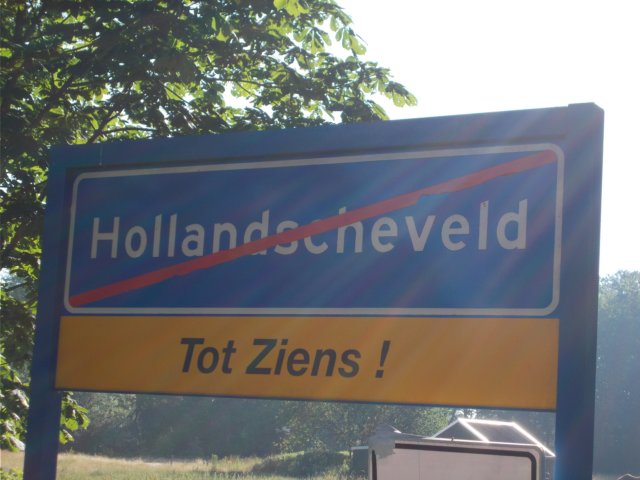 Hollandscheveld
Tot Ziens !